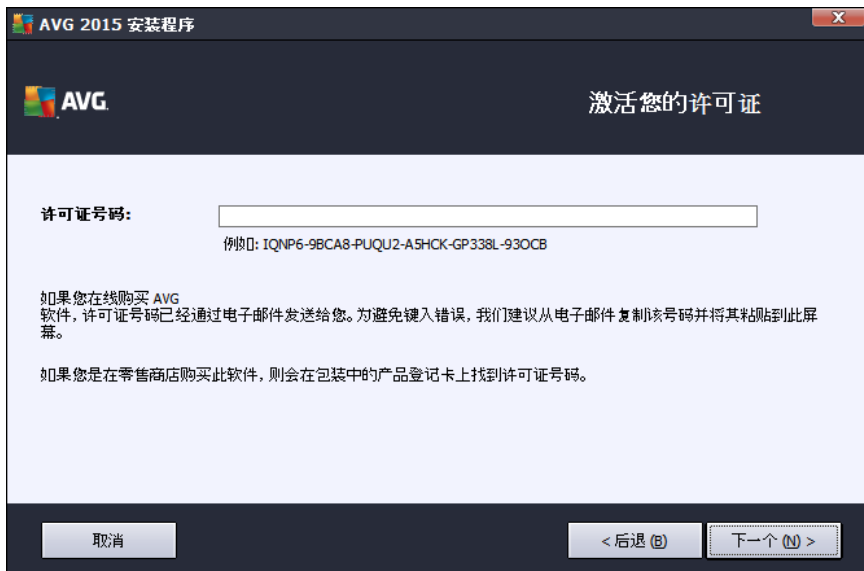 AVG 2015 安装程序
AVG.
激活您的许可证
许可证号码:
例如: IQNP6-9BCA8-PUQU2-A5HCK-GP338L-93OCB
如果您在线购买 AVG
软件, 许可证号码已经通过电子邮件发送给您。为避免键入错误, 我们建议从电子邮件复制该号码并将其粘贴到此屏
幕。
如果您是在零售商店购买此软件, 则会在包装中的产品登记卡上找到许可证号码。
取消
< 后退 (B)
下一个 (N) >